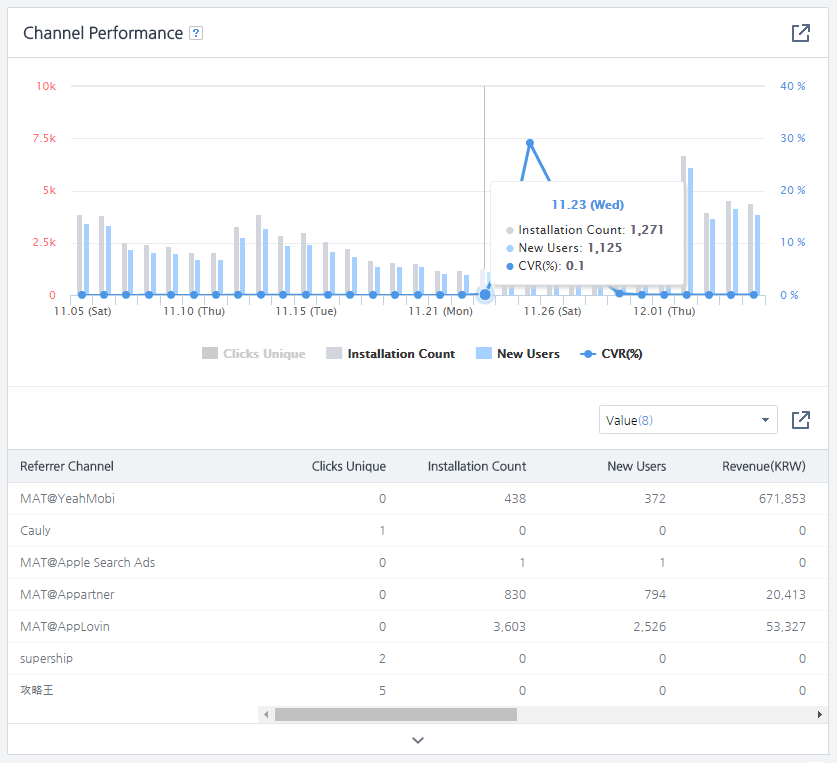 Channel Performance ?
10k
7.5k
5k
2.5k
0
40 %
30 %
20 %
10 %
0 %
11.23 (Wed)
Installation Count: 1,271
New Users: 1,125
CVR(%): 0.1
11.05 (Sat) 11.10 (Thu) 11.15 (Tue) 11.21 (Mon) 11.26 (Sat) 12.01 (Thu)
Clicks Unique Installation Count New Users CVR(%)
Value(8)
Referrer Channel Clicks Unique Installation Count New Users Revenue(KRW)
MAT@YeahMobi 0 438 372 671,853
Cauly 1 0 0 0
MAT@Apple Search Ads 0 1 1 0
MAT@Appartner 0 830 794 20,413
MAT@AppLovin 0 3,603 2,526 53,327
supership 2 0 0 0
攻略王 5 0 0 0